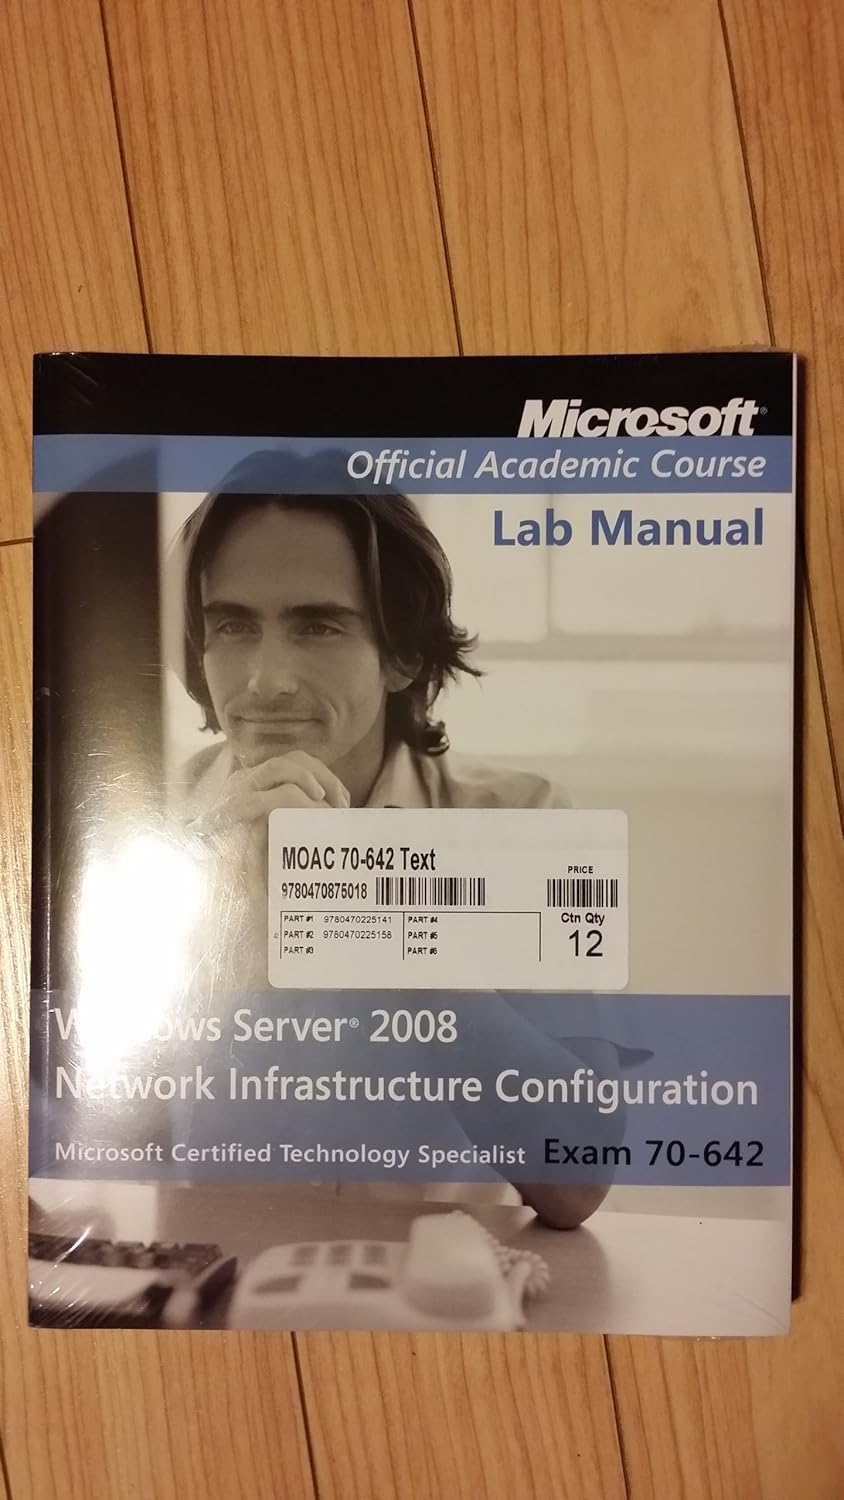 Microsoft®
Official Academic Course
Lab Manual
MOAC 70-642 Text
9780470875018
PRICE
PART #1 9780470225141 PART #4
PART #2 9780470225158 PART #5
PART #3 PART #6
Ctn Qty
12
Windows Server® 2008
Network Infrastructure Configuration
Microsoft Certified Technology Specialist Exam 70-642